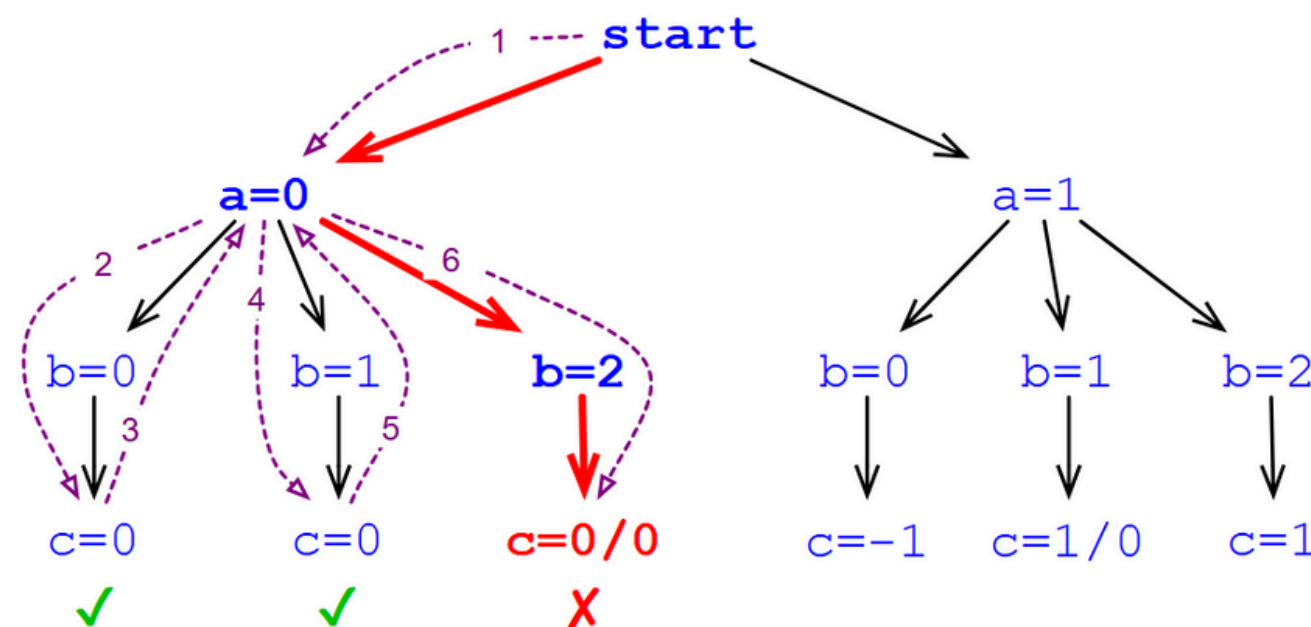 1 start
a=0 a=1
2 4 6
b=0 b=1 b=2 b=0 b=1 b=2
3 5
c=0 c=0 c=0/0 c=-1 c=1/0 c=1
✓ ✓ ✗